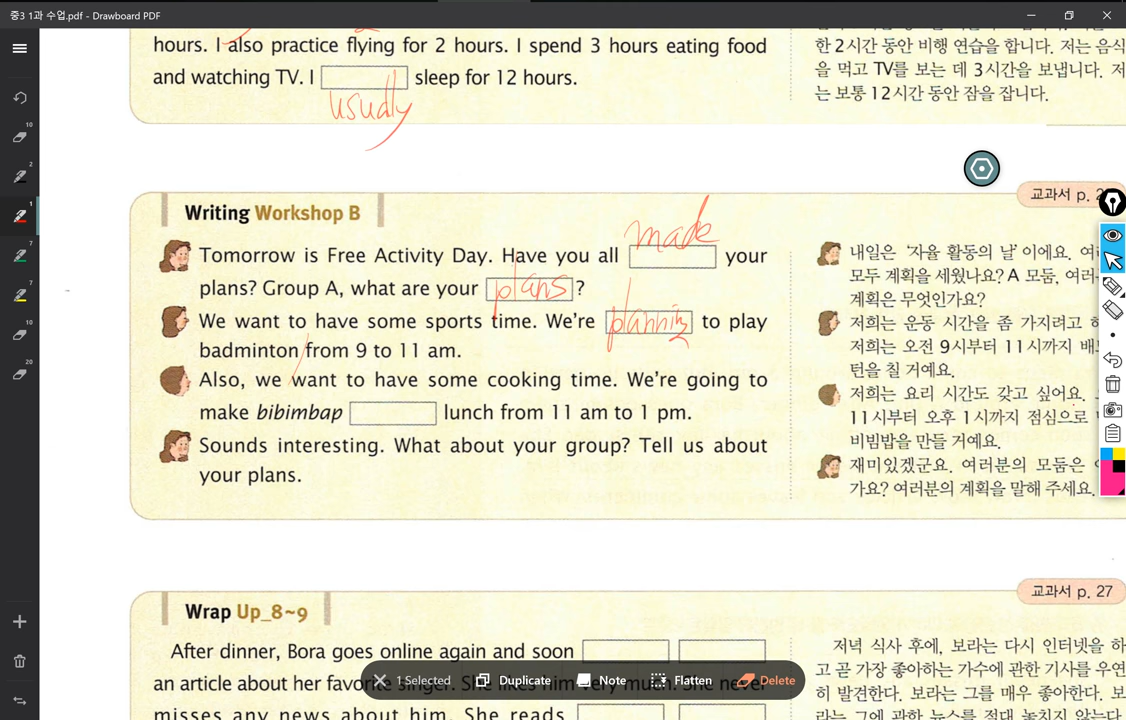 중3 1과 수업.pdf - Drawboard PDF
hours. I also practice flying for 2 hours. I spend 3 hours eating food
and watching TV. I usually sleep for 12 hours.
한 2시간 동안 비행 연습을 합니다. 저는 음식
을 먹고 TV를 보는 데 3시간을 보냅니다. 저
는 보통 12시간 동안 잠을 잡니다.
교과서 p. 2
Writing Workshop B
Tomorrow is Free Activity Day. Have you all made your
plans? Group A, what are your plans?
We want to have some sports time. We're planning to play
badminton from 9 to 11 am.
Also, we want to have some cooking time. We're going to
make bibimbap lunch from 11 am to 1 pm.
Sounds interesting. What about your group? Tell us about
your plans.
내일은 '자율 활동의 날'이에요. 여
모두 계획을 세웠나요? A 모둠, 여러
계획은 무엇인가요?
저희는 운동 시간을 좀 가지려고
저희는 오전 9시부터 11시까지 배
턴을 칠 거예요.
저희는 요리 시간도 갖고 싶어요.
11시부터 오후 1시까지 점심으로
비빔밥을 만들 거예요.
재미있겠군요. 여러분의 모둠은
가요? 여러분의 계획을 말해 주세요.
교과서 p. 27
Wrap Up_8~9
After dinner, Bora goes online again and soon
an article about her favorite singer. She likes him very much. She never
misses any news about him. She reads
저녁 식사 후에, 보라는 다시 인터넷을 하
고 곧 가장 좋아하는 가수에 관한 기사를 우연
히 발견한다. 보라는 그를 매우 좋아한다. 보
라는 그에 관한 뉴스를 절대 놓치지 않는다.
1 Selected Duplicate Note Flatten Delete
10
2
1
7
7
10
20